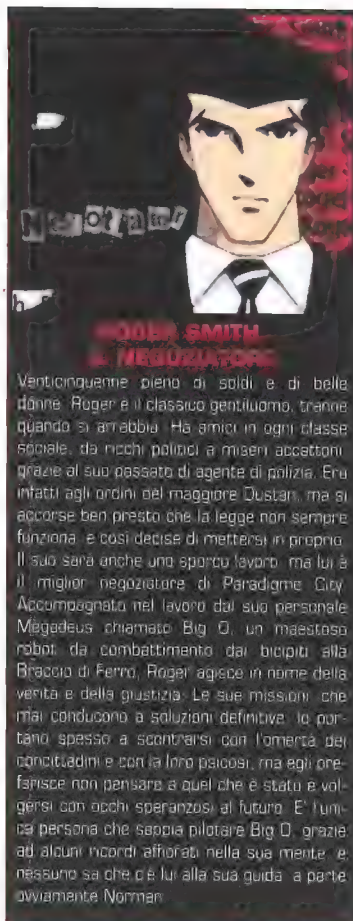 Negotiator
ROGER SMITH
IL NEGOZIATORE
Venticinquenne pieno di soldi e di belle
donne, Roger è il classico gentiluomo, tranne
quando si arrabbia. Ha amici in ogni classe
sociale, da ricchi politici a miseri accattoni,
grazie al suo passato di agente di polizia. Era
infatti agli ordini del maggiore Dustan, ma si
accorse ben presto che la legge non sempre
funziona, e così decise di mettersi in proprio.
Il suo sarà anche uno sporco lavoro, ma lui è
il miglior negoziatore di Paradigme City.
Accompagnato nel lavoro dal suo personale
Megadeus chiamato Big O, un maestoso
robot da combattimento dai bicipiti alla
Braccio di Ferro, Roger agisce in nome della
verità e della giustizia. Le sue missioni, che
mai conducono a soluzioni definitive, lo por-
tano spesso a scontrarsi con l'omertà dei
concittadini e con la loro psicosi, ma egli pre-
ferisce non pensare a quel che è stato e vol-
gersi con occhi speranzosi al futuro. E' l'uni-
ca persona che sappia pilotare Big O, grazie
ad alcuni ricordi affiorati nella sua mente, e
nessuno sa che c'è lui alla sua guida, a parte
ovviamente Norman.